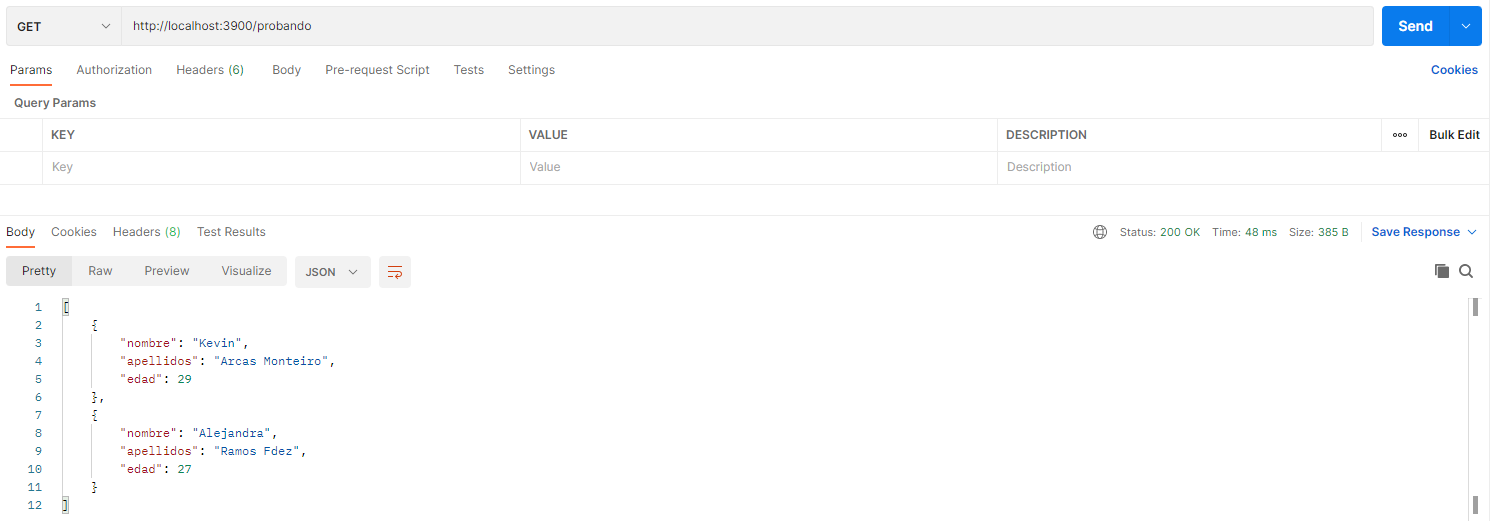 GET http://localhost:3900/probando Send
Params Authorization Headers (6) Body Pre-request Script Tests Settings Cookies
Query Params
KEY VALUE DESCRIPTION ooo Bulk Edit
Key Value Description
Body Cookies Headers (8) Test Results Status: 200 OK Time: 48 ms Size: 385 B Save Response
Pretty Raw Preview Visualize JSON
1 [
2 {
3 "nombre": "Kevin",
4 "apellidos": "Arcas Monteiro",
5 "edad": 29
6 },
7 {
8 "nombre": "Alejandra",
9 "apellidos": "Ramos Fdez",
10 "edad": 27
11 }
12 ]